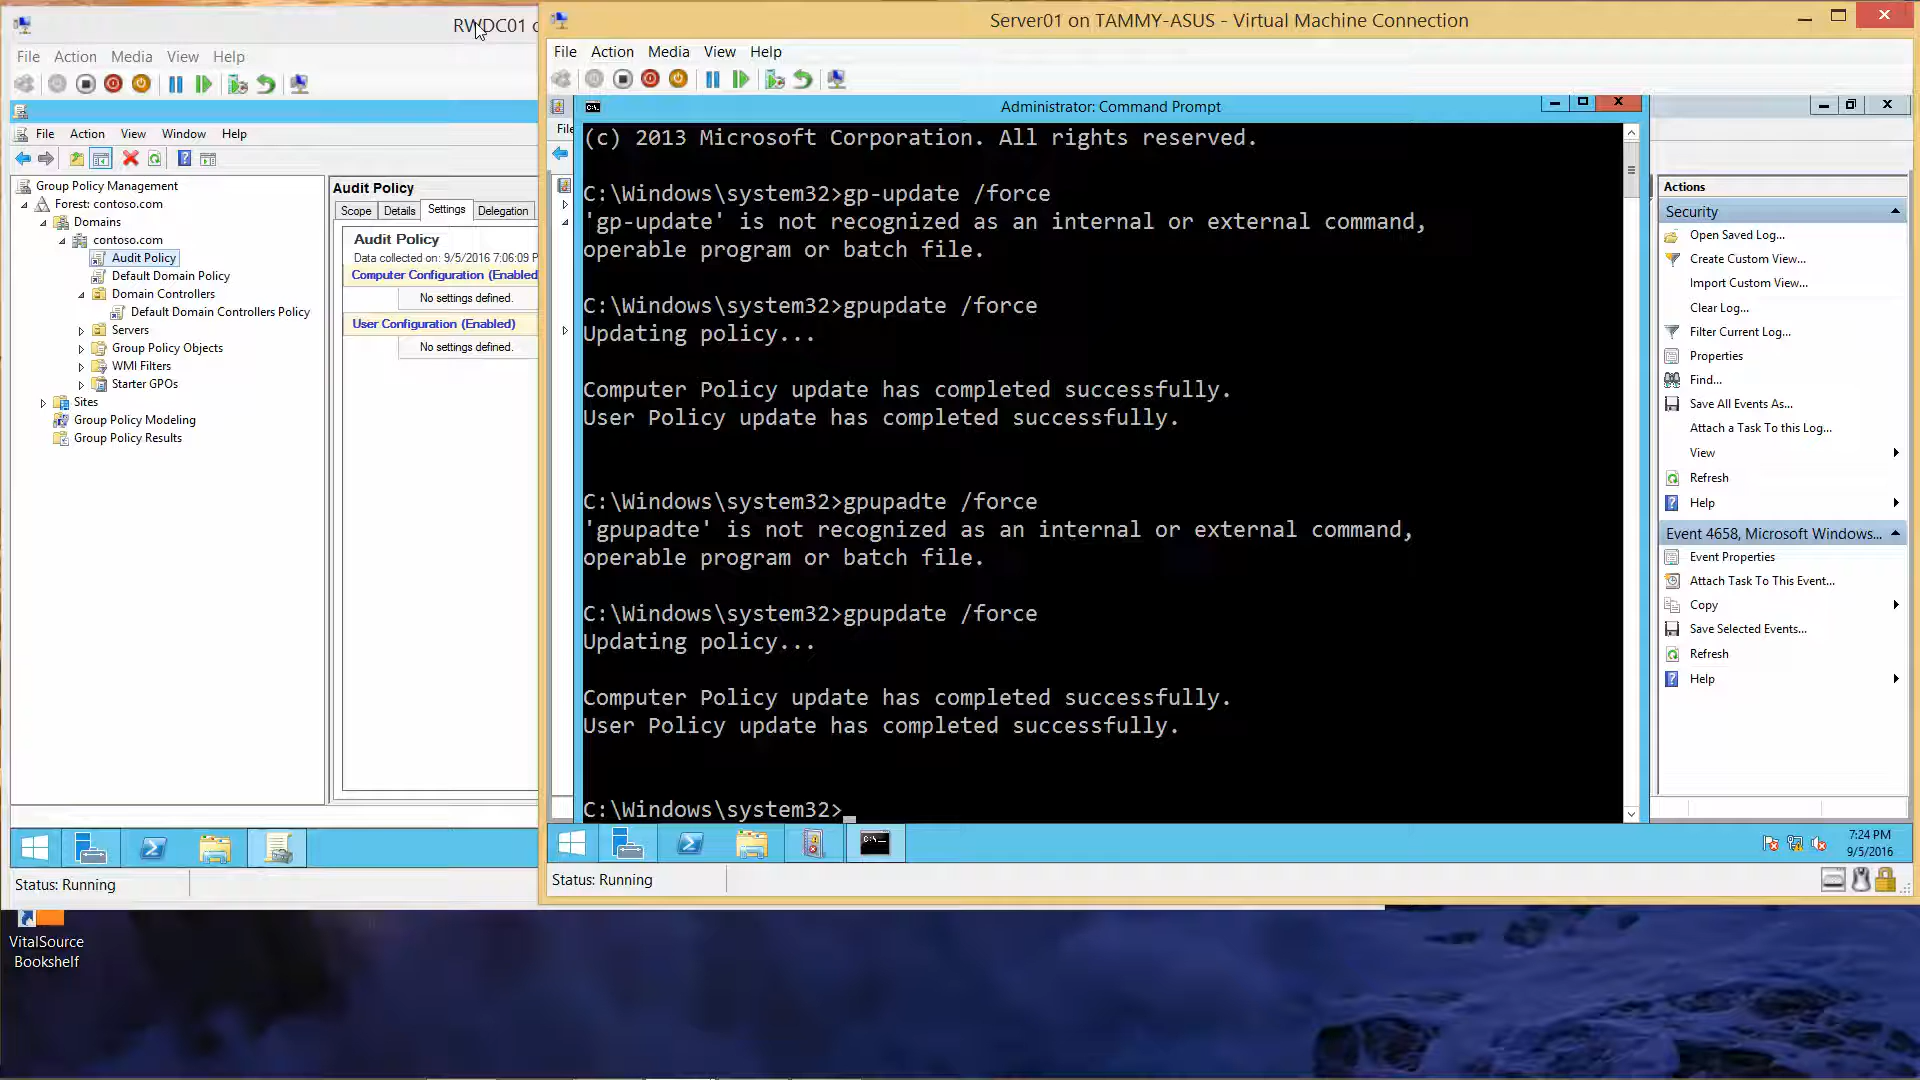 RWDC01
File Action Media View Help
File Action View Window Help
Group Policy Management
Forest: contoso.com
Domains
contoso.com
Audit Policy
Default Domain Policy
Domain Controllers
Default Domain Controllers Policy
Servers
Group Policy Objects
WMI Filters
Starter GPOs
Sites
Group Policy Modeling
Group Policy Results
Audit Policy
Scope Details Settings Delegation
Audit Policy
Data collected on: 9/5/2016 7:06:09 P
Computer Configuration (Enabled
No settings defined.
User Configuration (Enabled)
No settings defined.
Status: Running
Server01 on TAMMY-ASUS - Virtual Machine Connection
File Action Media View Help
File
Administrator: Command Prompt
(c) 2013 Microsoft Corporation. All rights reserved.
C:\Windows\system32>gp-update /force
'gp-update' is not recognized as an internal or external command,
operable program or batch file.
C:\Windows\system32>gpupdate /force
Updating policy...
Computer Policy update has completed successfully.
User Policy update has completed successfully.
C:\Windows\system32>gpupadte /force
'gpupadte' is not recognized as an internal or external command,
operable program or batch file.
C:\Windows\system32>gpupdate /force
Updating policy...
Computer Policy update has completed successfully.
User Policy update has completed successfully.
C:\Windows\system32>
Actions
Security
Open Saved Log...
Create Custom View...
Import Custom View...
Clear Log...
Filter Current Log...
Properties
Find...
Save All Events As...
Attach a Task To this Log...
View
Refresh
Help
Event 4658, Microsoft Windows...
Event Properties
Attach Task To This Event...
Copy
Save Selected Events...
Refresh
Help
7:24 PM
9/5/2016
Status: Running
VitalSource
Bookshelf